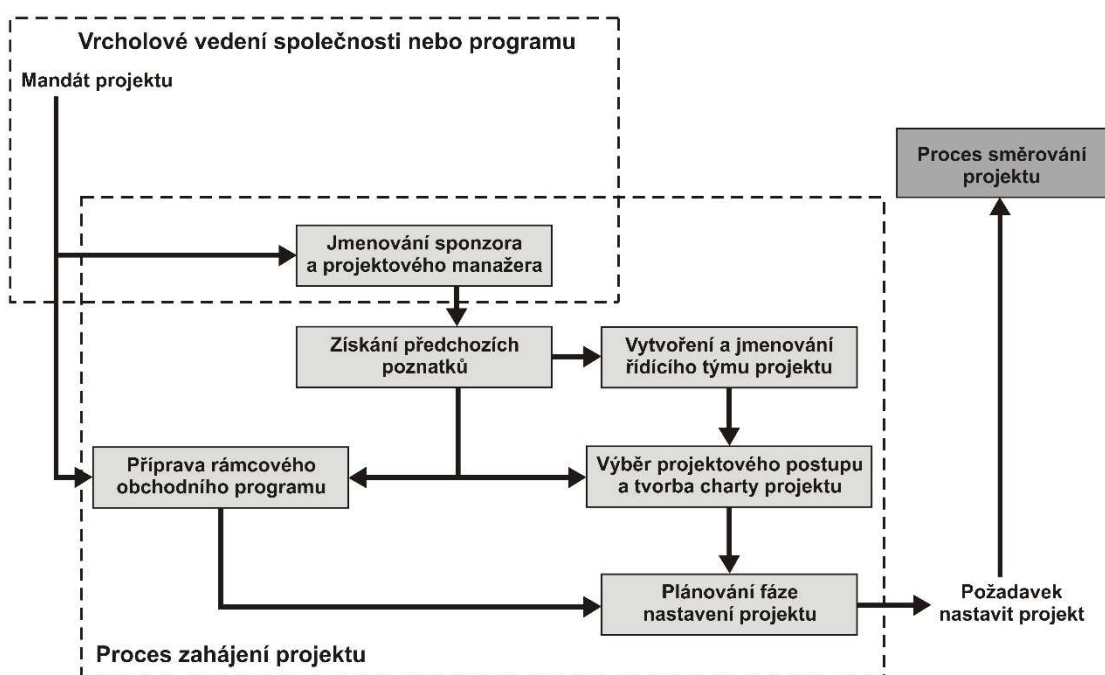 Vrcholové vedení společnosti nebo programu
Mandát projektu
Proces směrování
projektu
Jmenování sponzora
a projektového manažera
Získání předchozích
poznatků
Vytvoření a jmenování
řídícího týmu projektu
Příprava rámcového
obchodního programu
Výběr projektového postupu
a tvorba charty projektu
Plánování fáze
nastavení projektu
Požadavek
nastavit projekt
Proces zahájení projektu